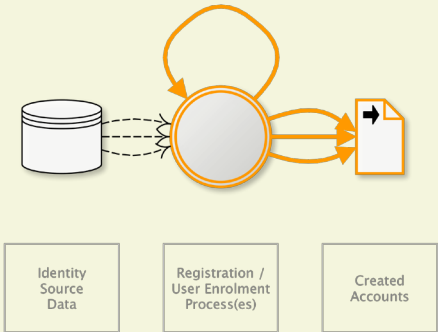 Identity
Source
Data
Registration /
User Enrolment
Process(es)
Created
Accounts